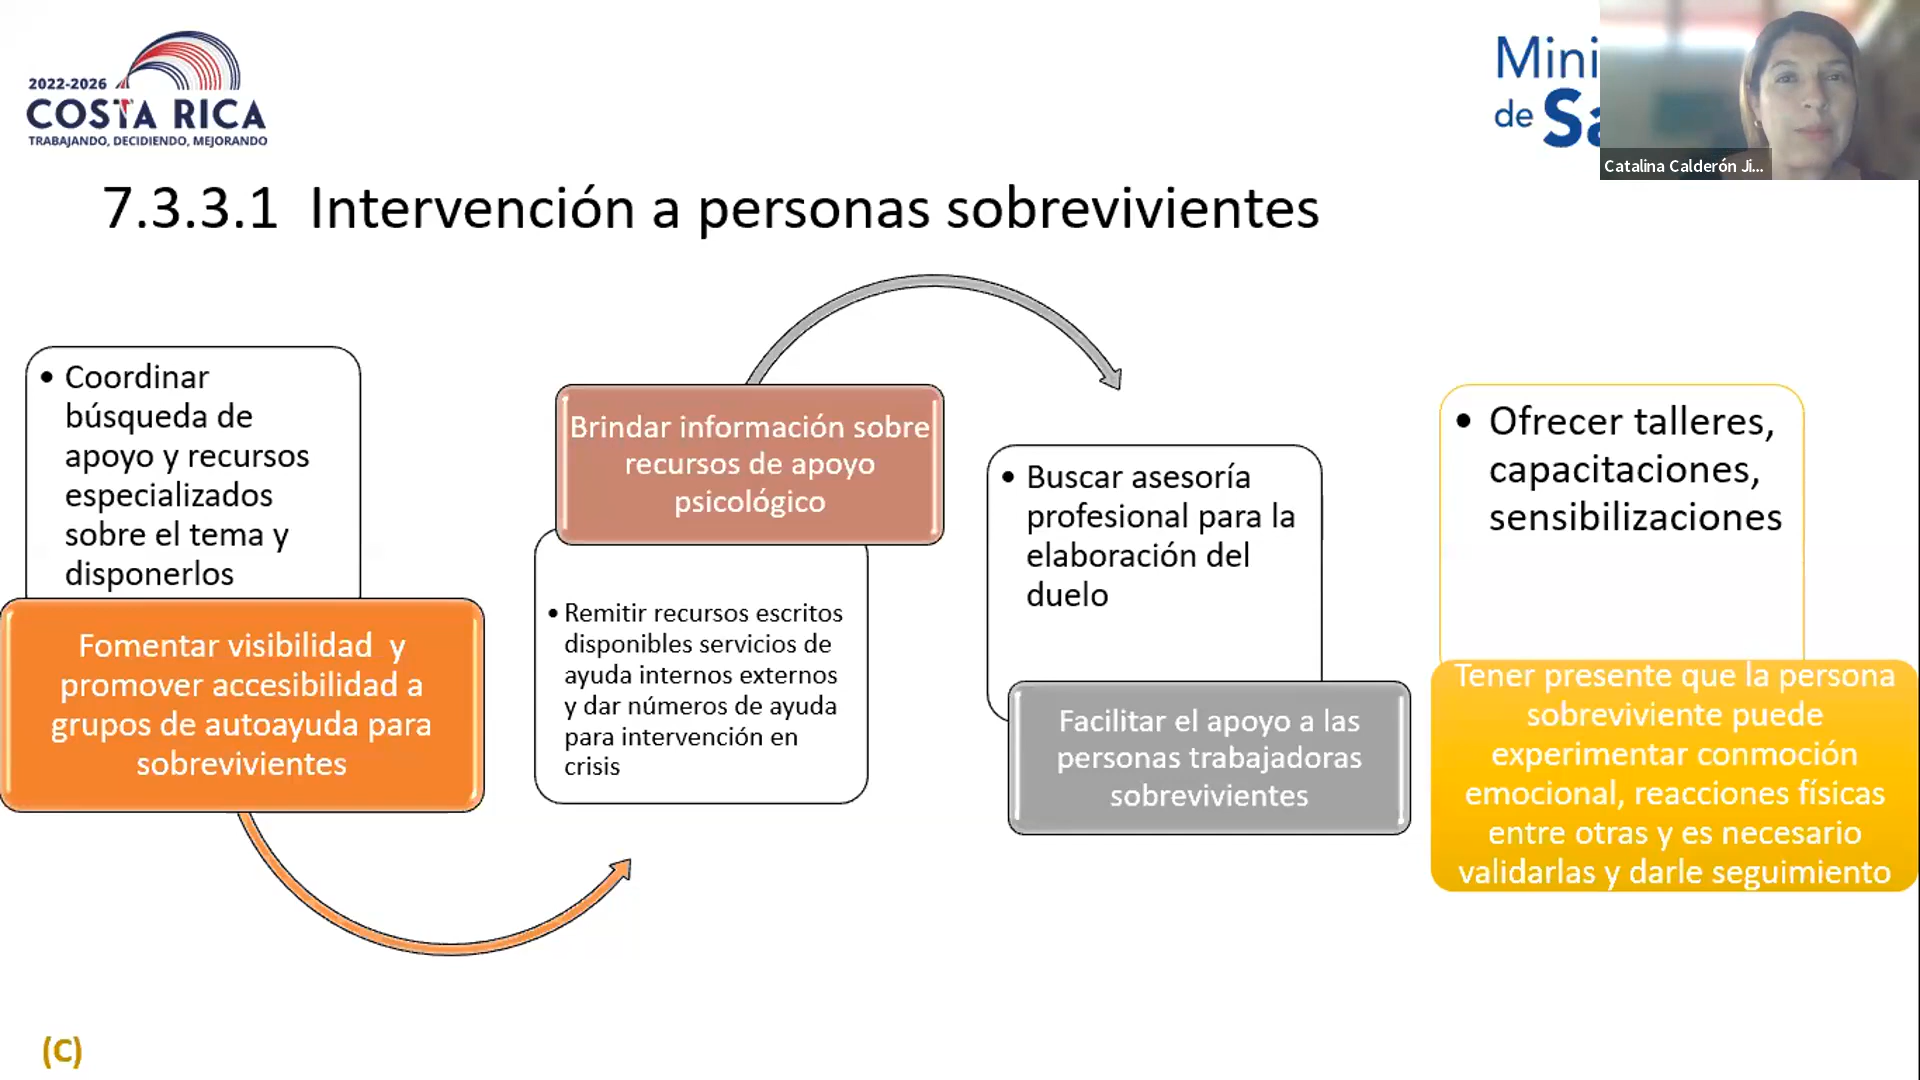 2022-2026
COSTA RICA
TRABAJANDO, DECIDIENDO, MEJORANDO
Mini
de Sa
Catalina Calderón Jí...
7.3.3.1 Intervención a personas sobrevivientes
• Coordinar
búsqueda de
apoyo y recursos
especializados
sobre el tema y
disponerlos
Fomentar visibilidad y
promover accesibilidad a
grupos de autoayuda para
sobrevivientes
Brindar información sobre
recursos de apoyo
psicológico
• Remitir recursos escritos
disponibles servicios de
ayuda internos externos
y dar números de ayuda
para intervención en
crisis
• Buscar asesoría
profesional para la
elaboración del
duelo
Facilitar el apoyo a las
personas trabajadoras
sobrevivientes
• Ofrecer talleres,
capacitaciones,
sensibilizaciones
Tener presente que la persona
sobreviviente puede
experimentar conmoción
emocional, reacciones físicas
entre otras y es necesario
validarlas y darle seguimiento
(C)